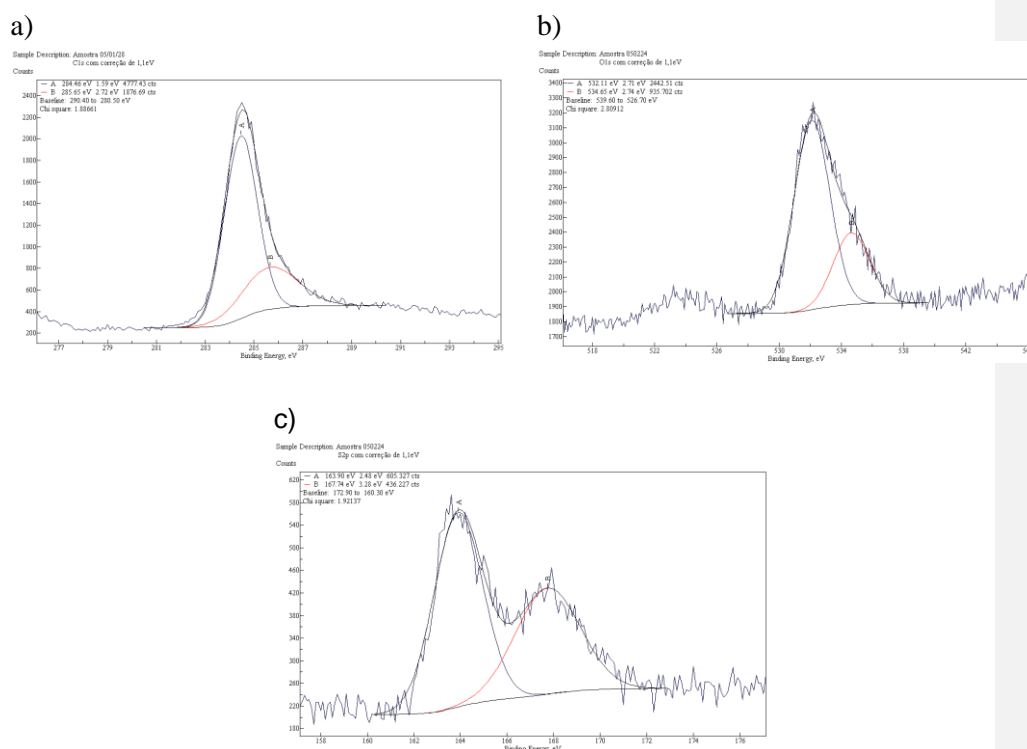 a)
Sample Description: Amostra 05/01/28
C1s com correção de 1,1eV
Counts
A 284.46 eV 1.59 eV 4777.43 cts
B 285.65 eV 2.72 eV 1876.69 cts
Baseline: 290.40 to 280.50 eV
Chi square: 1.88661
2400
2200
2000
1800
1600
1400
1200
1000
800
600
400
200
A
B
277 279 281 283 285 287 289 291 293 295
Binding Energy, eV
b)
Sample Description: Amostra 050224
O1s com correção de 1,1eV
Counts
A 532.11 eV 2.71 eV 2442.51 cts
B 534.65 eV 2.74 eV 935.702 cts
Baseline: 539.60 to 526.70 eV
Chi square: 2.80912
3400
3300
3200
3100
3000
2900
2800
2700
2600
2500
2400
2300
2200
2100
2000
1900
1800
1700
A
B
518 522 526 530 534 538 542
Binding Energy, eV
c)
Sample Description: Amostra 050224
S2p com correção de 1,1eV
Counts
A 163.90 eV 2.48 eV 605.327 cts
B 167.74 eV 3.28 eV 436.227 cts
Baseline: 172.90 to 160.30 eV
Chi square: 1.92137
620
580
540
500
460
420
380
340
300
260
220
180
A
B
158 160 162 164 166 168 170 172 174 176
Binding Energy, eV